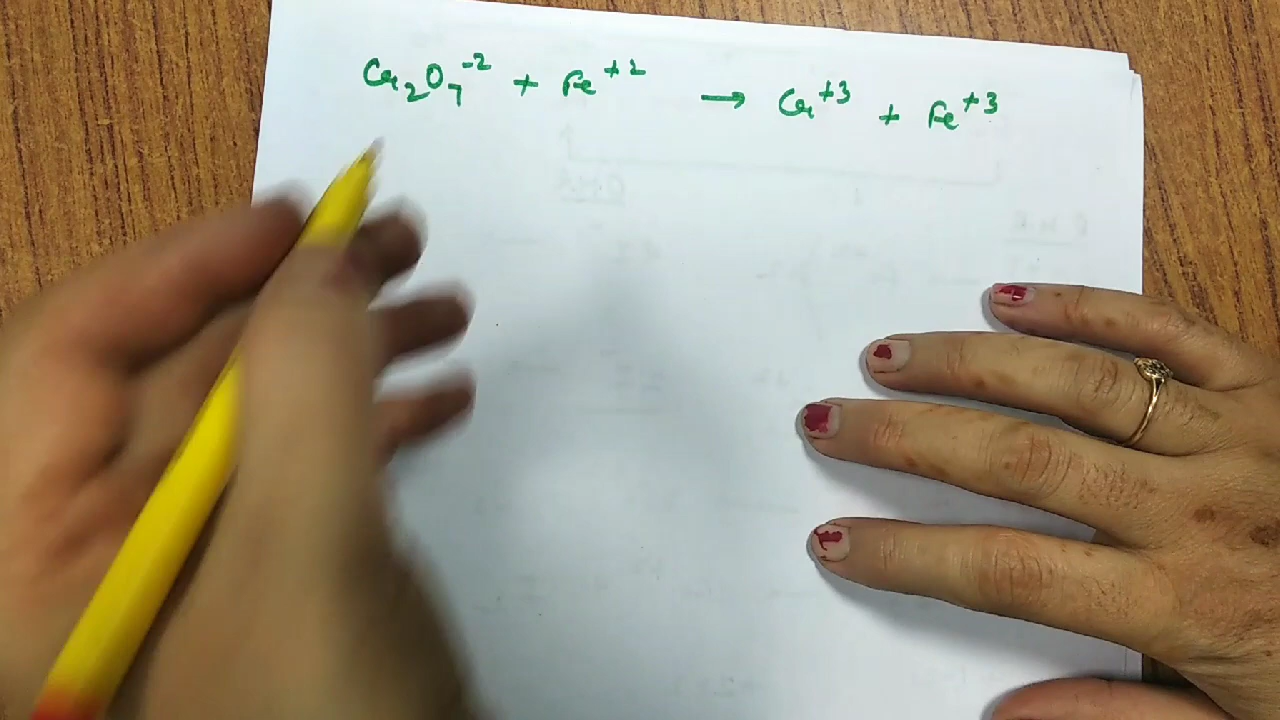 Cr₂O₇⁻² + Fe⁺² → Cr⁺³ + Fe⁺³